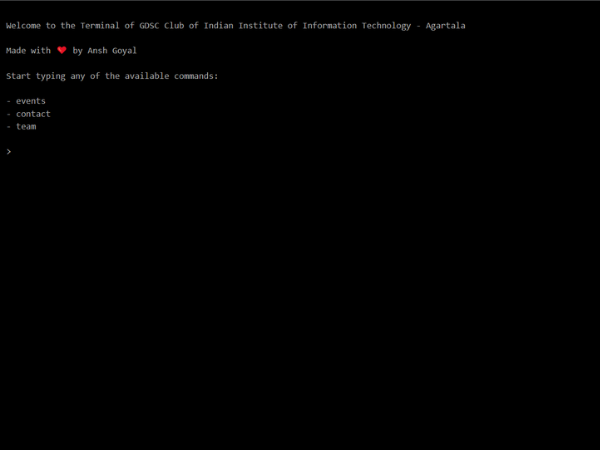 Welcome to the Terminal of GDSC Club of Indian Institute of Information Technology - Agartala
Made with ❤ by Ansh Goyal
Start typing any of the available commands:
- events
- contact
- team
>